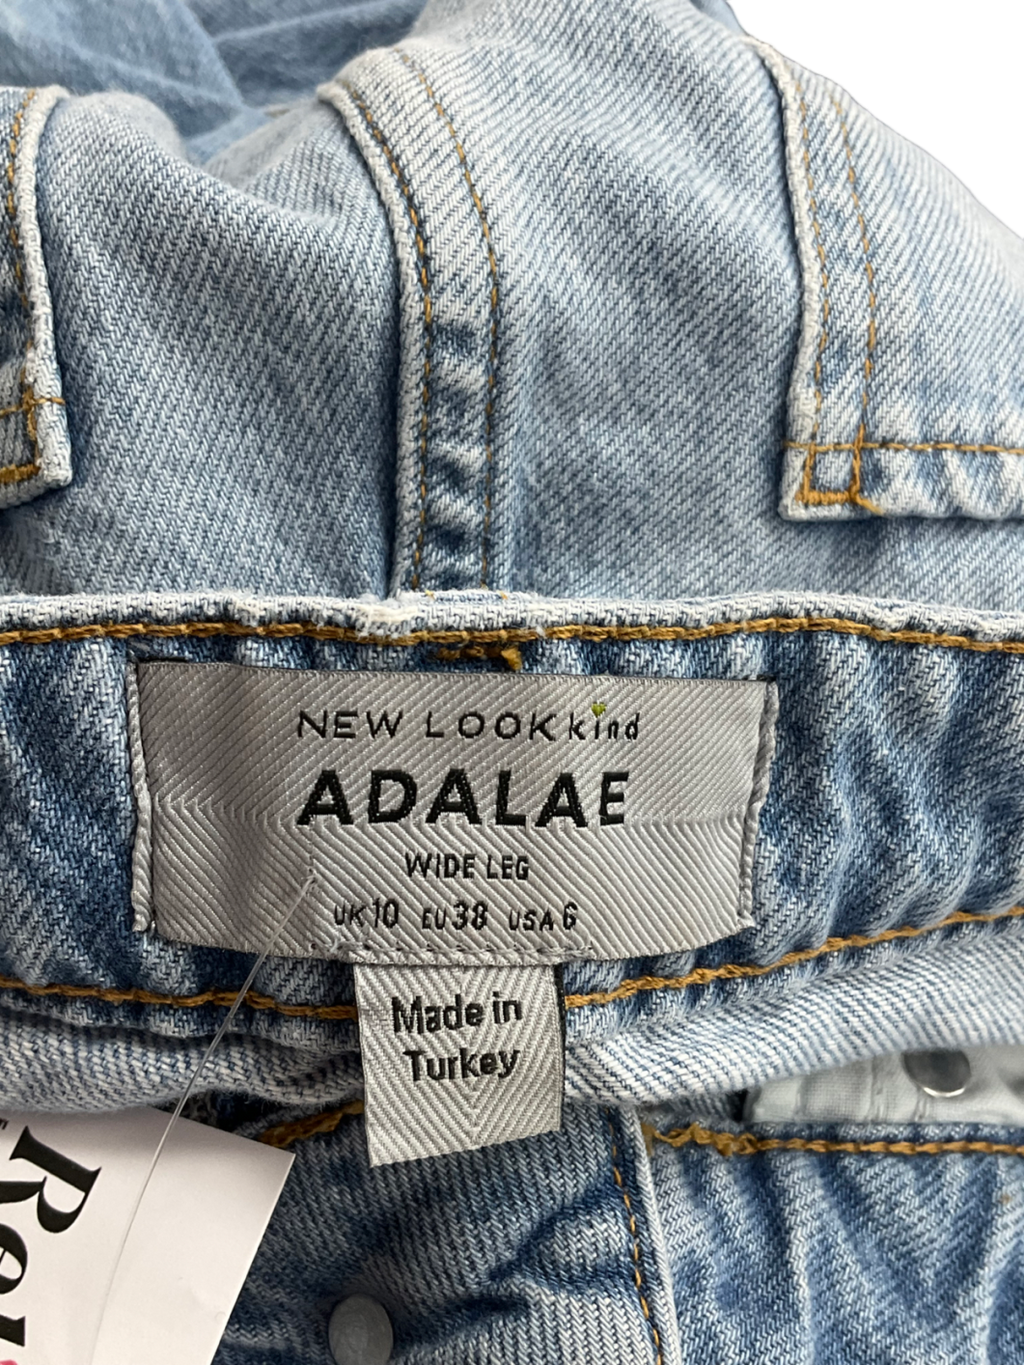 NEW LOOK kind
ADALAE
WIDE LEG
UK 10 EU 38 USA 6
Made in
Turkey